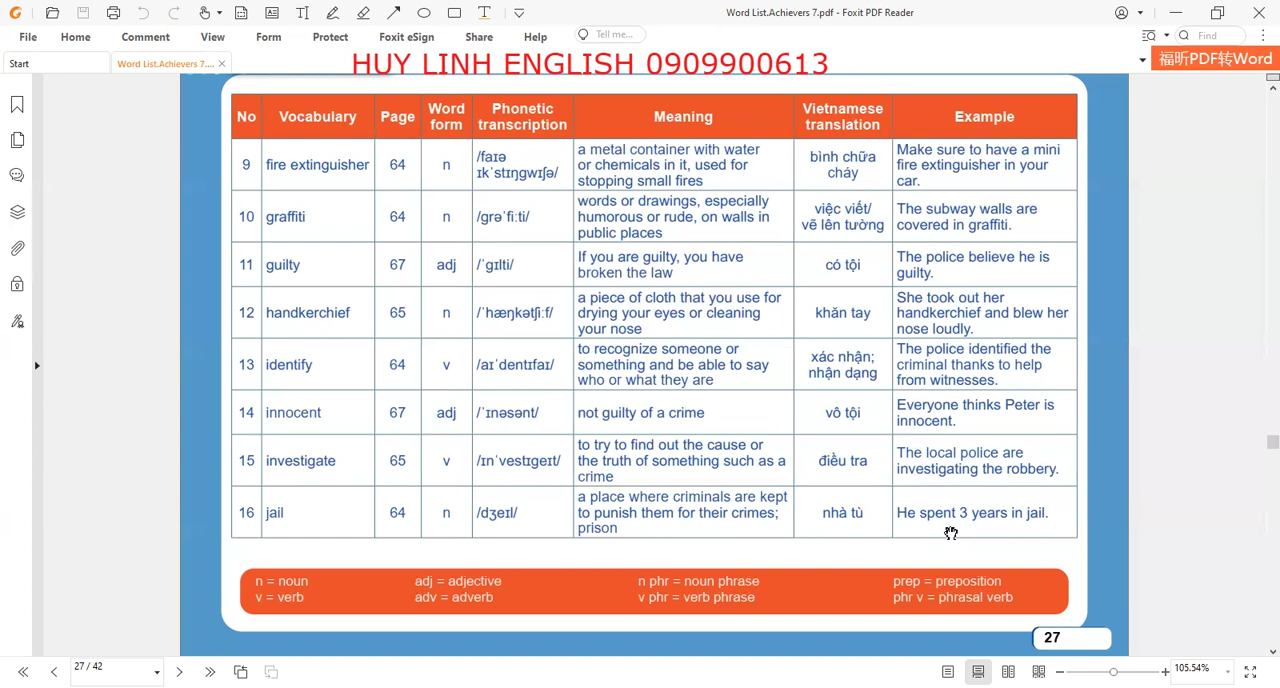 Word List.Achievers 7.pdf - Foxit PDF Reader
File Home Comment View Form Protect Foxit eSign Share Help Tell me... Find
Start Word List.Achievers 7....
HUY LINH ENGLISH 0909900613
福昕PDF转Word
No Vocabulary Page Word form Phonetic transcription Meaning Vietnamese translation Example
9 fire extinguisher 64 n /faɪə ɪkˈstɪŋgwɪʃə/ a metal container with water or chemicals in it, used for stopping small fires bình chữa cháy Make sure to have a mini fire extinguisher in your car.
10 graffiti 64 n /grəˈfiːti/ words or drawings, especially humorous or rude, on walls in public places việc viết/ vẽ lên tường The subway walls are covered in graffiti.
11 guilty 67 adj /ˈgɪlti/ If you are guilty, you have broken the law có tội The police believe he is guilty.
12 handkerchief 65 n /ˈhæŋkətʃiːf/ a piece of cloth that you use for drying your eyes or cleaning your nose khăn tay She took out her handkerchief and blew her nose loudly.
13 identify 64 v /aɪˈdentɪfaɪ/ to recognize someone or something and be able to say who or what they are xác nhận; nhận dạng The police identified the criminal thanks to help from witnesses.
14 innocent 67 adj /ˈɪnəsənt/ not guilty of a crime vô tội Everyone thinks Peter is innocent.
15 investigate 65 v /ɪnˈvestɪgeɪt/ to try to find out the cause or the truth of something such as a crime điều tra The local police are investigating the robbery.
16 jail 64 n /dʒeɪl/ a place where criminals are kept to punish them for their crimes; prison nhà tù He spent 3 years in jail.
n = noun adj = adjective n phr = noun phrase prep = preposition
v = verb adv = adverb v phr = verb phrase phr v = phrasal verb
27
27 / 42 105.54%